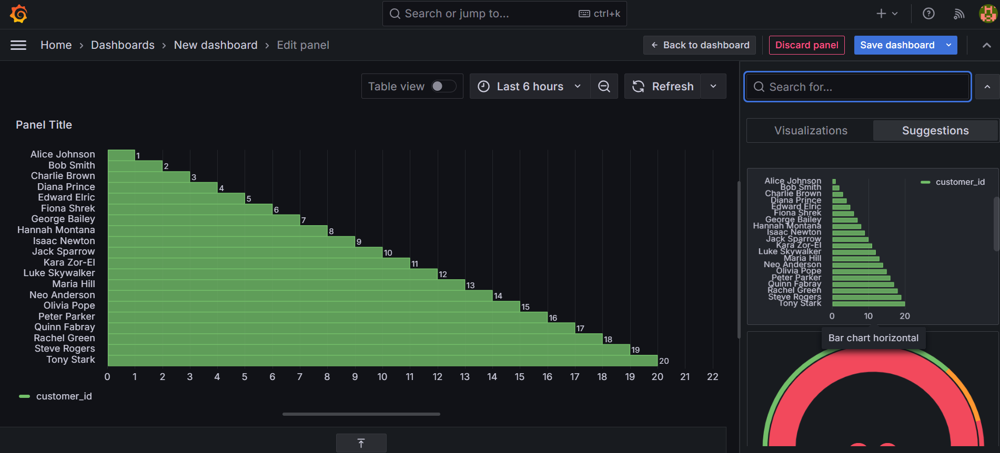 Search or jump to... ctrl+k
Home › Dashboards › New dashboard › Edit panel
Back to dashboard
Discard panel
Save dashboard
Table view
Last 6 hours
Refresh
Panel Title
Alice Johnson 1
Bob Smith 2
Charlie Brown 3
Diana Prince 4
Edward Elric 5
Fiona Shrek 6
George Bailey 7
Hannah Montana 8
Isaac Newton 9
Jack Sparrow 10
Kara Zor-El 11
Luke Skywalker 12
Maria Hill 13
Neo Anderson 14
Olivia Pope 15
Peter Parker 16
Quinn Fabray 17
Rachel Green 18
Steve Rogers 19
Tony Stark 20
0 1 2 3 4 5 6 7 8 9 10 11 12 13 14 15 16 17 18 19 20 21 22
customer_id
Search for...
Visualizations Suggestions
Alice Johnson
Bob Smith
Charlie Brown
Diana Prince
Edward Elric
Fiona Shrek
George Bailey
Hannah Montana
Isaac Newton
Jack Sparrow
Kara Zor-El
Luke Skywalker
Maria Hill
Neo Anderson
Olivia Pope
Peter Parker
Quinn Fabray
Rachel Green
Steve Rogers
Tony Stark
0 10 20
customer_id
Bar chart horizontal